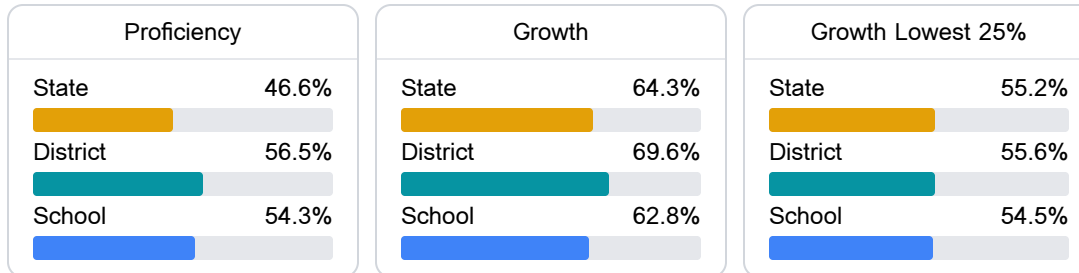 Proficiency
State 46.6%
District 56.5%
School 54.3%
Growth
State 64.3%
District 69.6%
School 62.8%
Growth Lowest 25%
State 55.2%
District 55.6%
School 54.5%